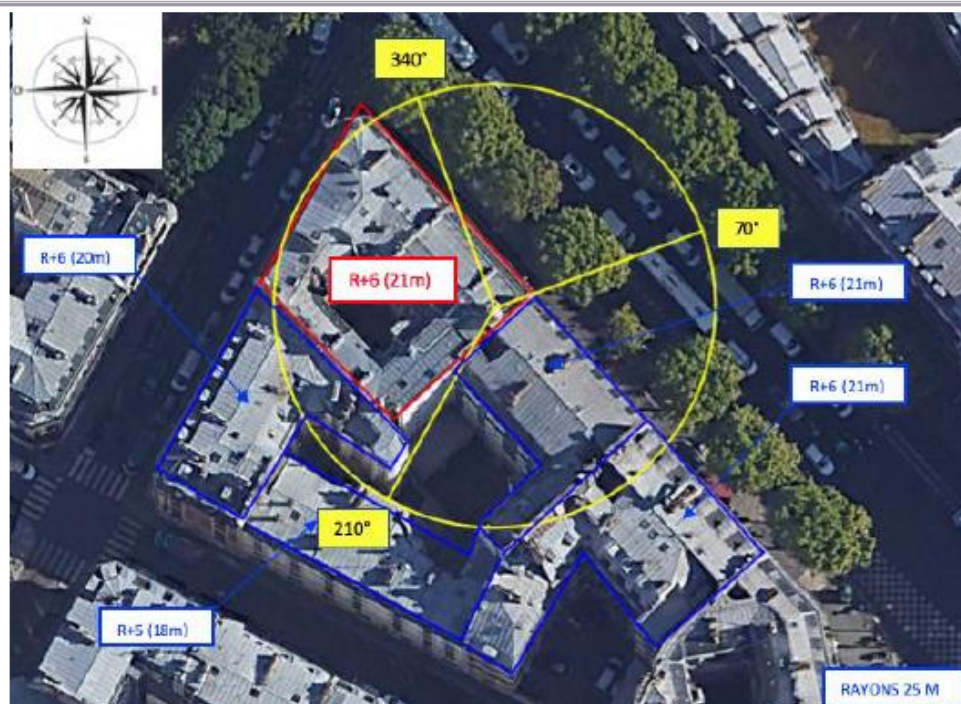 N
O
E
S
340°
70°
R+6 (20m)
R+6 (21m)
R+6 (21m)
R+6 (21m)
210°
R+5 (18m)
RAYONS 25 M